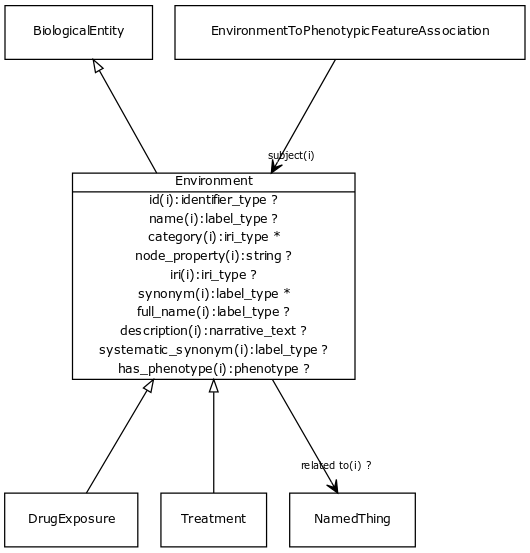 BiologicalEntity
EnvironmentToPhenotypicFeatureAssociation
subject(i)
Environment
id(i):identifier_type ?
name(i):label_type ?
category(i):iri_type *
node_property(i):string ?
iri(i):iri_type ?
synonym(i):label_type *
full_name(i):label_type ?
description(i):narrative_text ?
systematic_synonym(i):label_type ?
has_phenotype(i):phenotype ?
related to(i) ?
DrugExposure
Treatment
NamedThing